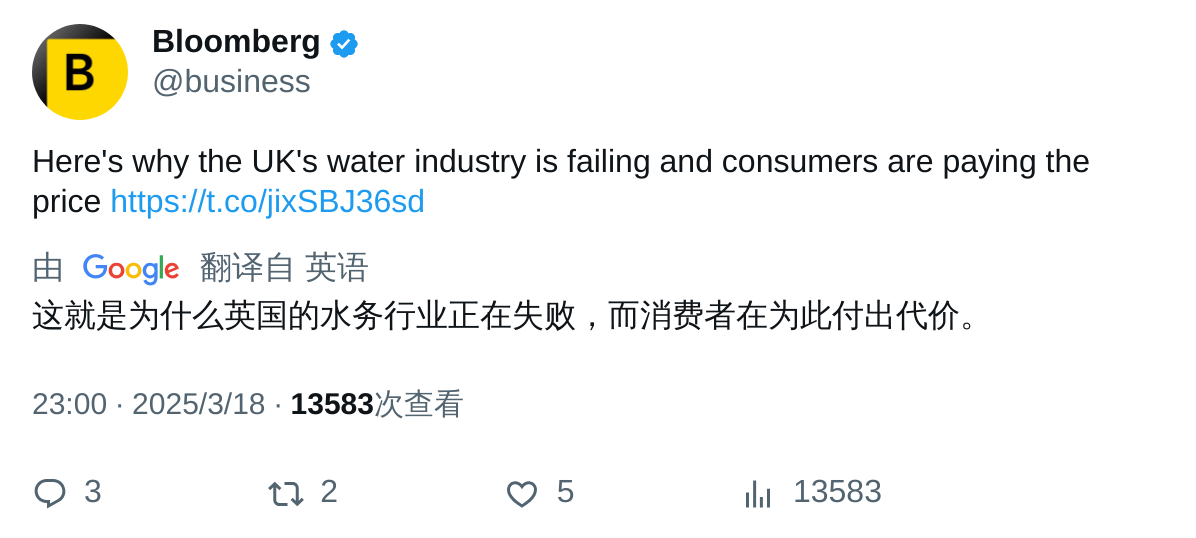 B
Bloomberg
@business
Here's why the UK's water industry is failing and consumers are paying the
price https://t.co/jixSBJ36sd
由 Google 翻译自 英语
这就是为什么英国的水务行业正在失败，而消费者在为此付出代价。
23:00 · 2025/3/18 · 13583次查看
3 2 5 13583